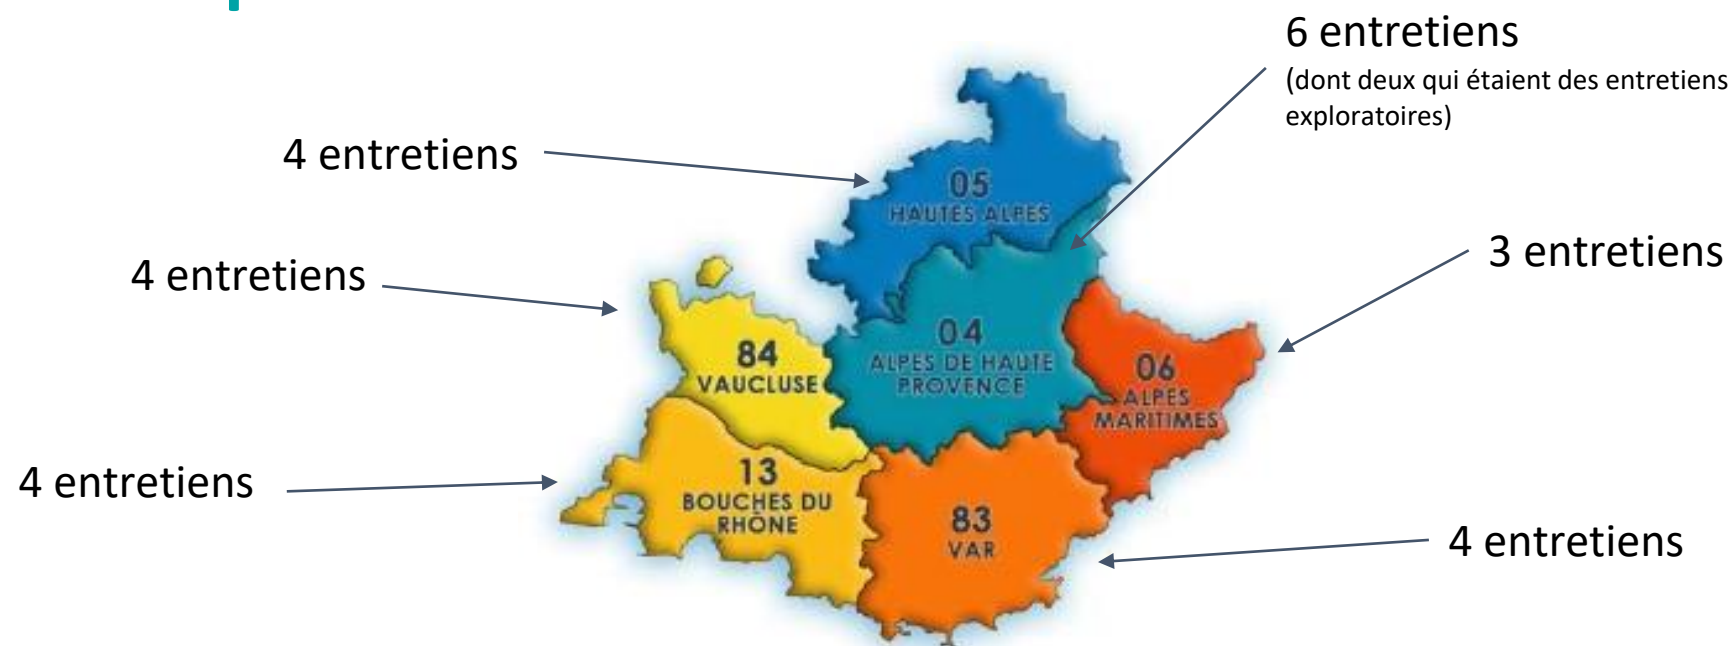 6 entretiens
(dont deux qui étaient des entretiens
exploratoires)
4 entretiens
05
HAUTES ALPES
3 entretiens
4 entretiens
04
ALPES DE HAUTE
PROVENCE
84
VAUCLUSE
06
ALPES
MARITIMES
4 entretiens
13
BOUCHES DU
RHÔNE
83
VAR
4 entretiens